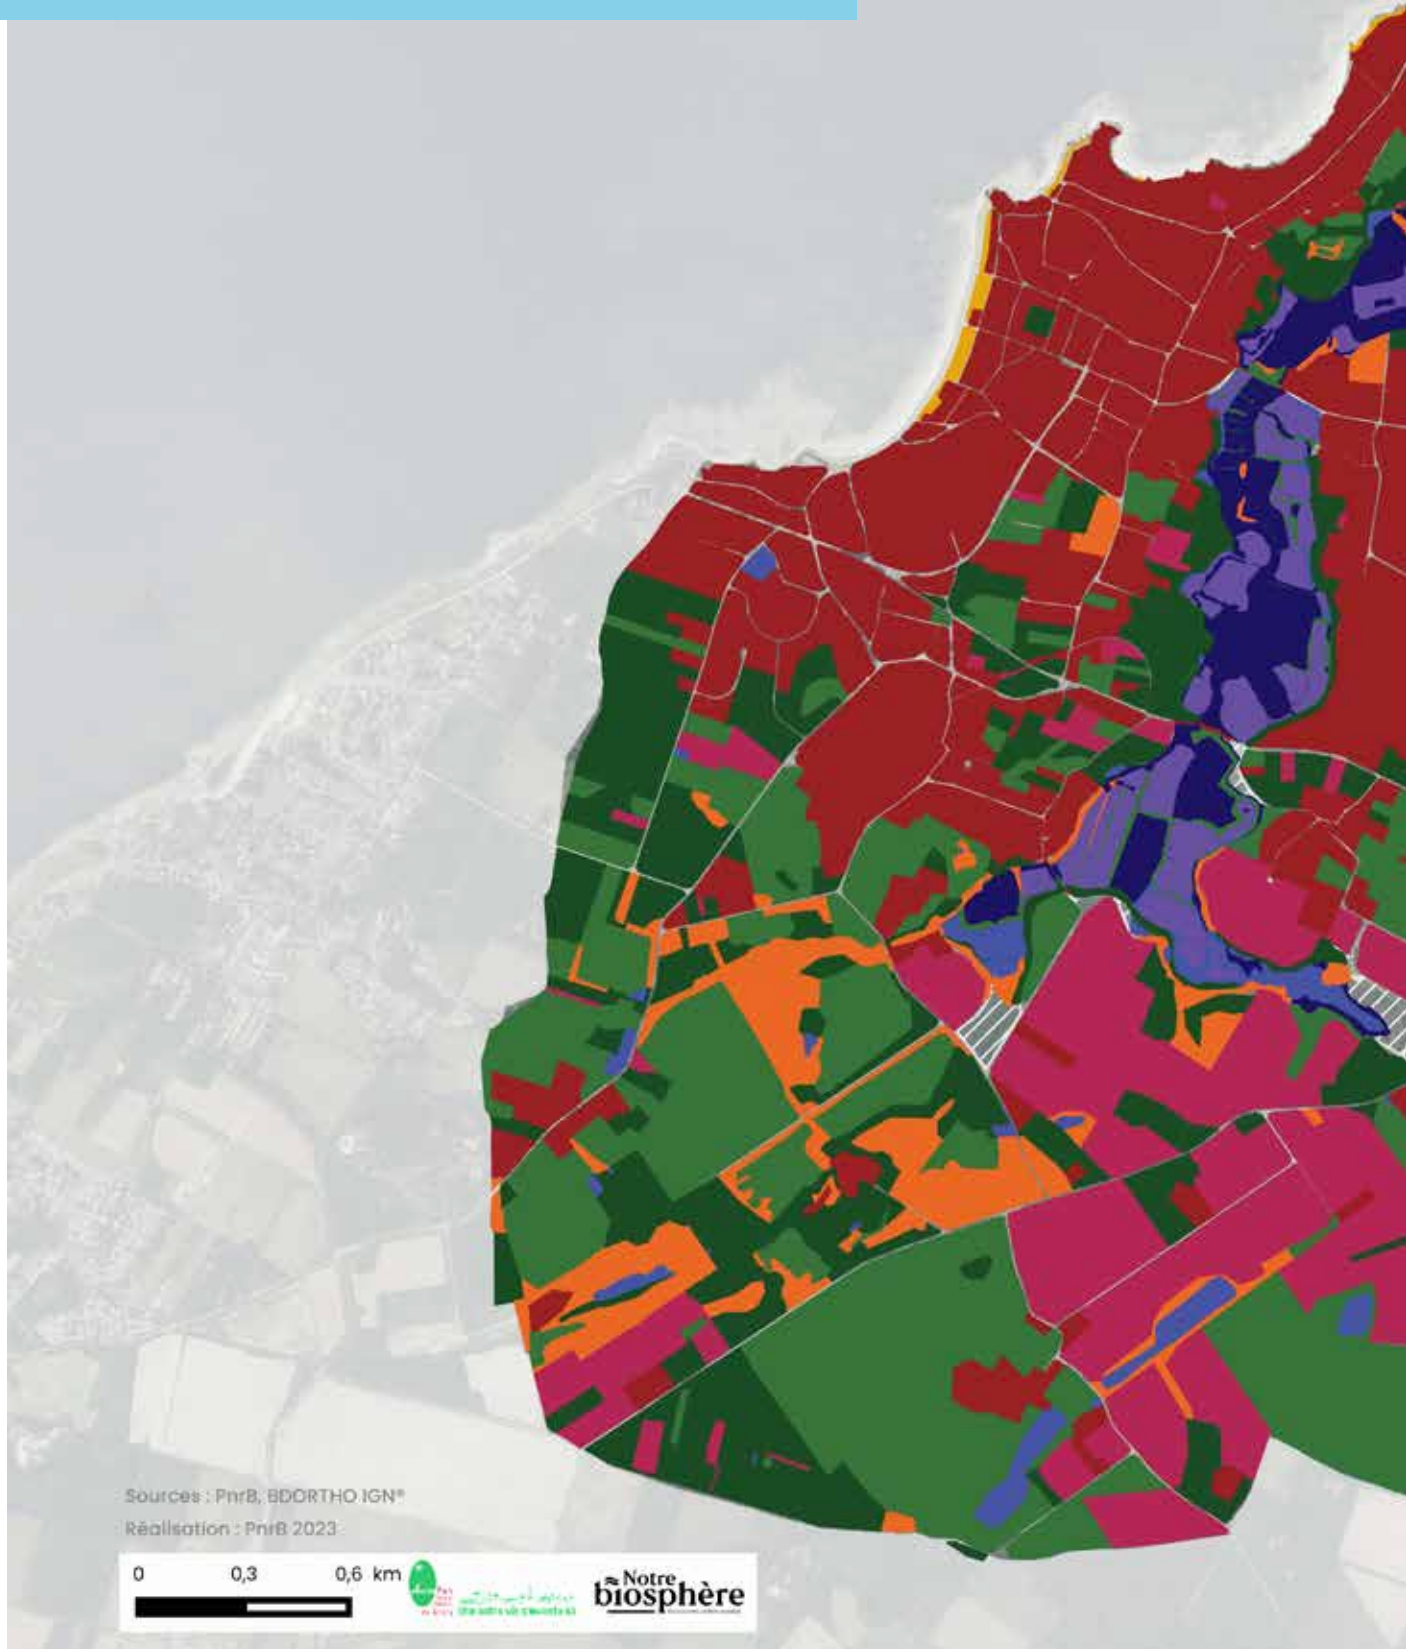 Sources : PnrB, BDORTHO IGN®
Réalisation : PnrB 2023
0 0,3 0,6 km
Notre
biosphère